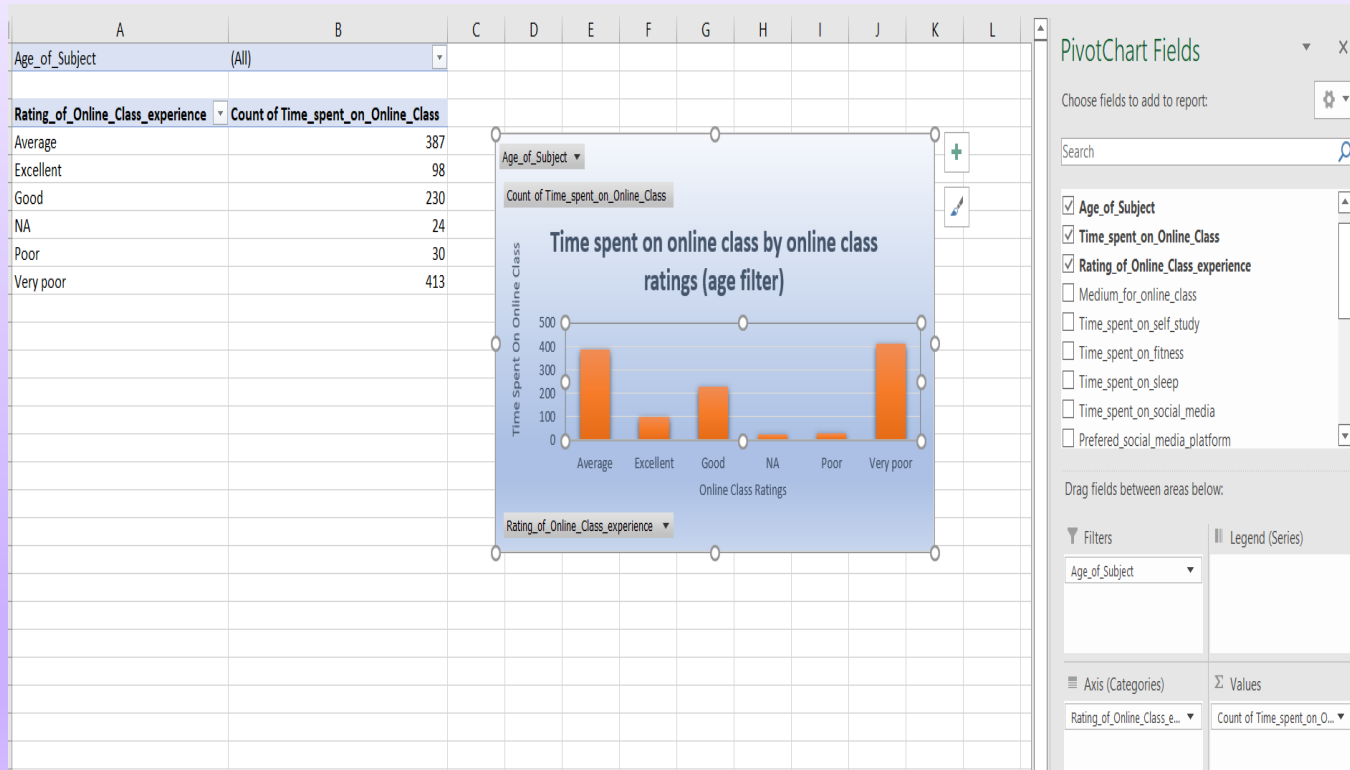 A B C D E F G H I J K L
Age_of_Subject (All)
Rating_of_Online_Class_experience Count of Time_spent_on_Online_Class
Average 387
Excellent 98
Good 230
NA 24
Poor 30
Very poor 413
Age_of_Subject
Count of Time_spent_on_Online_Class
Time spent on online class by online class
ratings (age filter)
Time Spent On Online Class
500
400
300
200
100
0
Average Excellent Good NA Poor Very poor
Online Class Ratings
Rating_of_Online_Class_experience
PivotChart Fields
Choose fields to add to report:
Search
Age_of_Subject
Time_spent_on_Online_Class
Rating_of_Online_Class_experience
Medium_for_online_class
Time_spent_on_self_study
Time_spent_on_fitness
Time_spent_on_sleep
Time_spent_on_social_media
Prefered_social_media_platform
Drag fields between areas below:
Filters Legend (Series)
Age_of_Subject
Axis (Categories) Σ Values
Rating_of_Online_Class_e... Count of Time_spent_on_O...